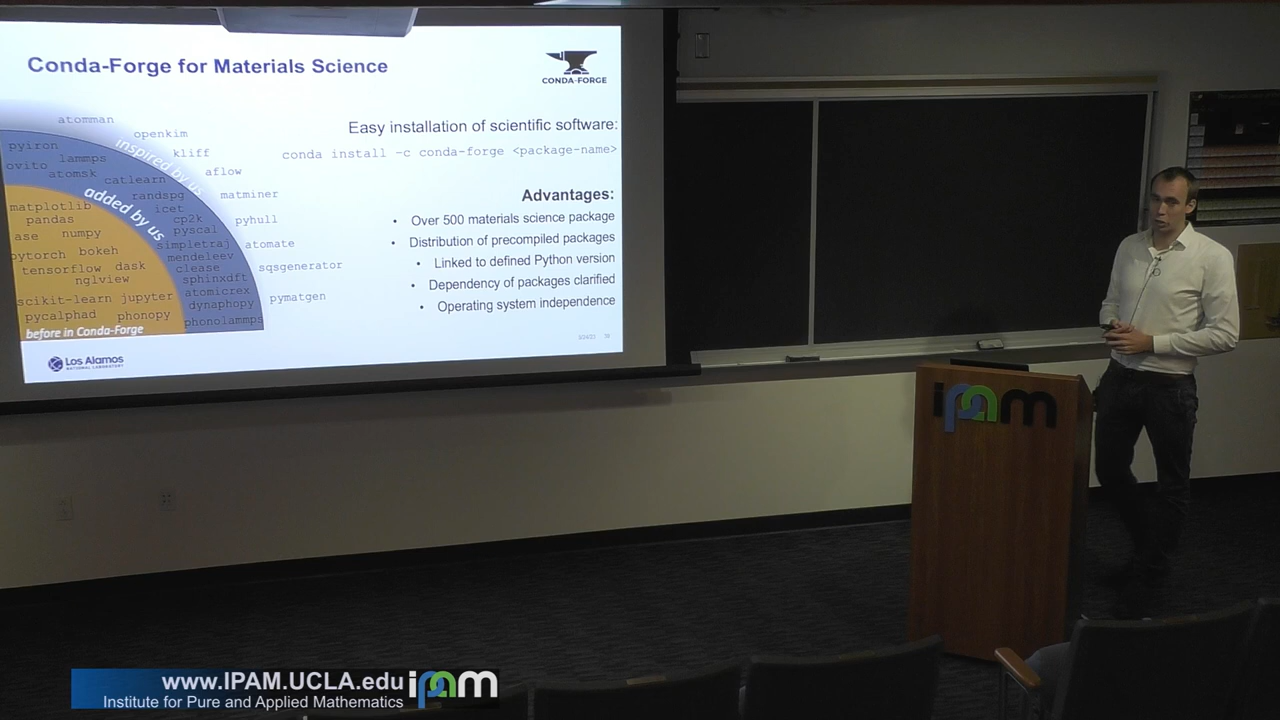 Conda-Forge for Materials Science
CONDA-FORGE
atomman
openkim
pyiron
inspired by us
kliff
ovito
lammps
atomsk
catlearn
aflow
added by us
randspg
matminer
matplotlib
icet
pandas
cp2k
pyhull
ase
numpy
pyscal
simpletraj
atomate
pytorch
bokeh
mendeleev
tensorflow
dask
clease
sqsgenerator
nglview
sphinxdft
scikit-learn
jupyter
atomicrex
pymatgen
dynaphopy
pycalphad
phonopy
phonolammps
before in Conda-Forge
Easy installation of scientific software:
conda install -c conda-forge <package-name>
Advantages:
• Over 500 materials science package
• Distribution of precompiled packages
• Linked to defined Python version
• Dependency of packages clarified
• Operating system independence
Los Alamos
NATIONAL LABORATORY
ipam
www.IPAM.UCLA.edu
ipam
Institute for Pure and Applied Mathematics